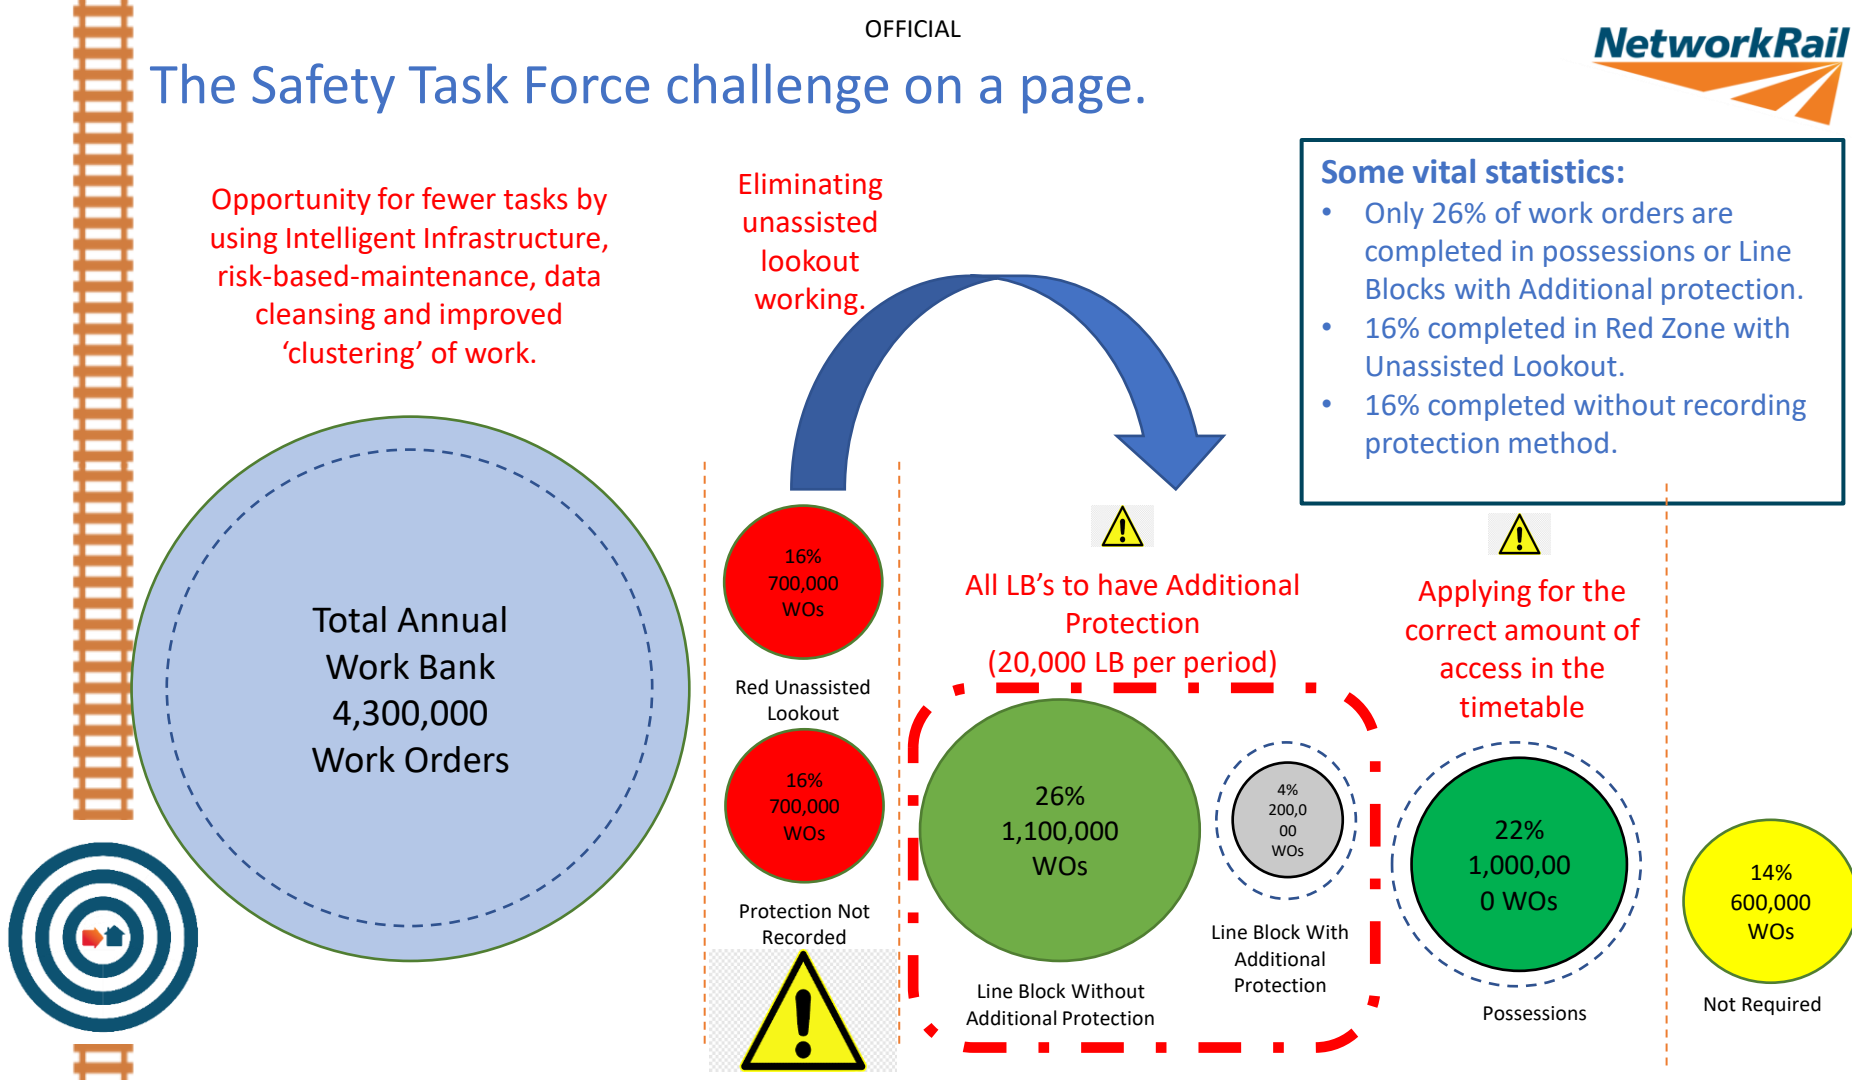 OFFICIAL
NetworkRail
The Safety Task Force challenge on a page.
Opportunity for fewer tasks by
using Intelligent Infrastructure,
risk-based-maintenance, data
cleansing and improved
‘clustering’ of work.
Eliminating
unassisted
lookout
working.
Some vital statistics:
• Only 26% of work orders are
completed in possessions or Line
Blocks with Additional protection.
• 16% completed in Red Zone with
Unassisted Lookout.
• 16% completed without recording
protection method.
Total Annual
Work Bank
4,300,000
Work Orders
16%
700,000
WOs
Red Unassisted
Lookout
16%
700,000
WOs
Protection Not
Recorded
All LB’s to have Additional
Protection
(20,000 LB per period)
26%
1,100,000
WOs
Line Block Without
Additional Protection
4%
200,0
00
WOs
Line Block With
Additional
Protection
Applying for the
correct amount of
access in the
timetable
22%
1,000,00
0 WOs
Possessions
14%
600,000
WOs
Not Required